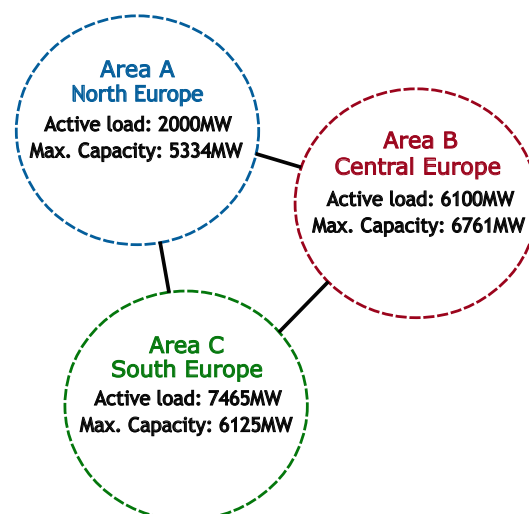 Area A
North Europe
Active load: 2000MW
Max. Capacity: 5334MW
Area B
Central Europe
Active load: 6100MW
Max. Capacity: 6761MW
Area C
South Europe
Active load: 7465MW
Max. Capacity: 6125MW